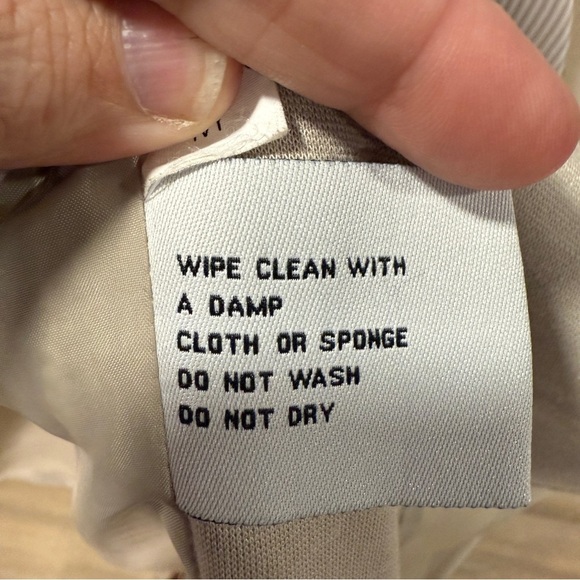 WIPE CLEAN WITH
A DAMP
CLOTH OR SPONGE
DO NOT WASH
DO NOT DRY